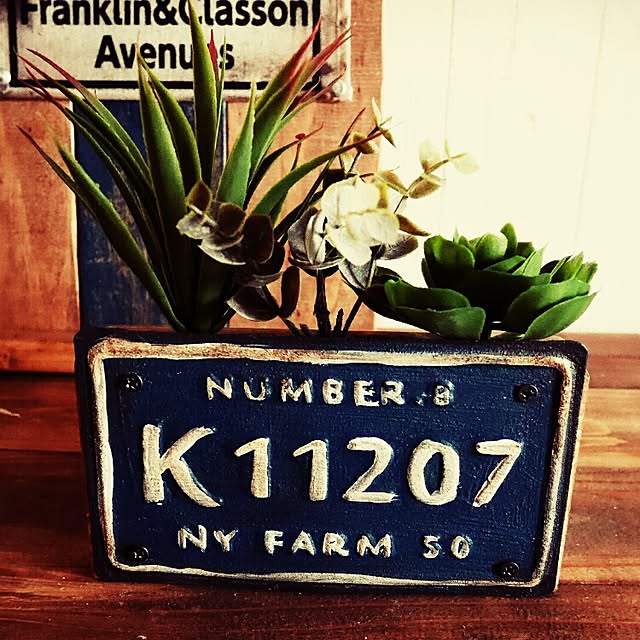 Franklin&Classon
Avenues
NUMBER.8
K11207
NY FARM 50